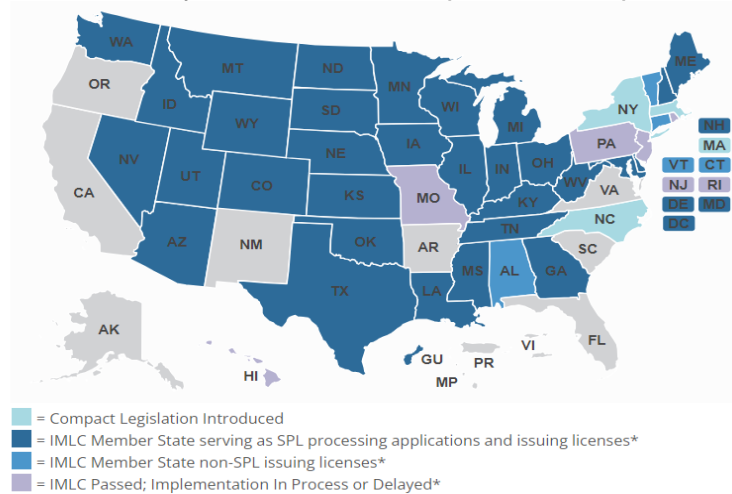 WA
MT
ND
MN
ME
OR
ID
SD
WI
NY
WY
MI
NH
IA
PA
MA
NE
NV
IL
IN
OH
VT
CT
UT
CO
WV
VA
NJ
RI
CA
KS
MO
KY
DE
MD
NC
DC
TN
AZ
NM
OK
AR
SC
MS
AL
GA
TX
LA
AK
FL
VI
GU
PR
HI
MP
= Compact Legislation Introduced
= IMLC Member State serving as SPL processing applications and issuing licenses*
= IMLC Member State non-SPL issuing licenses*
= IMLC Passed; Implementation In Process or Delayed*